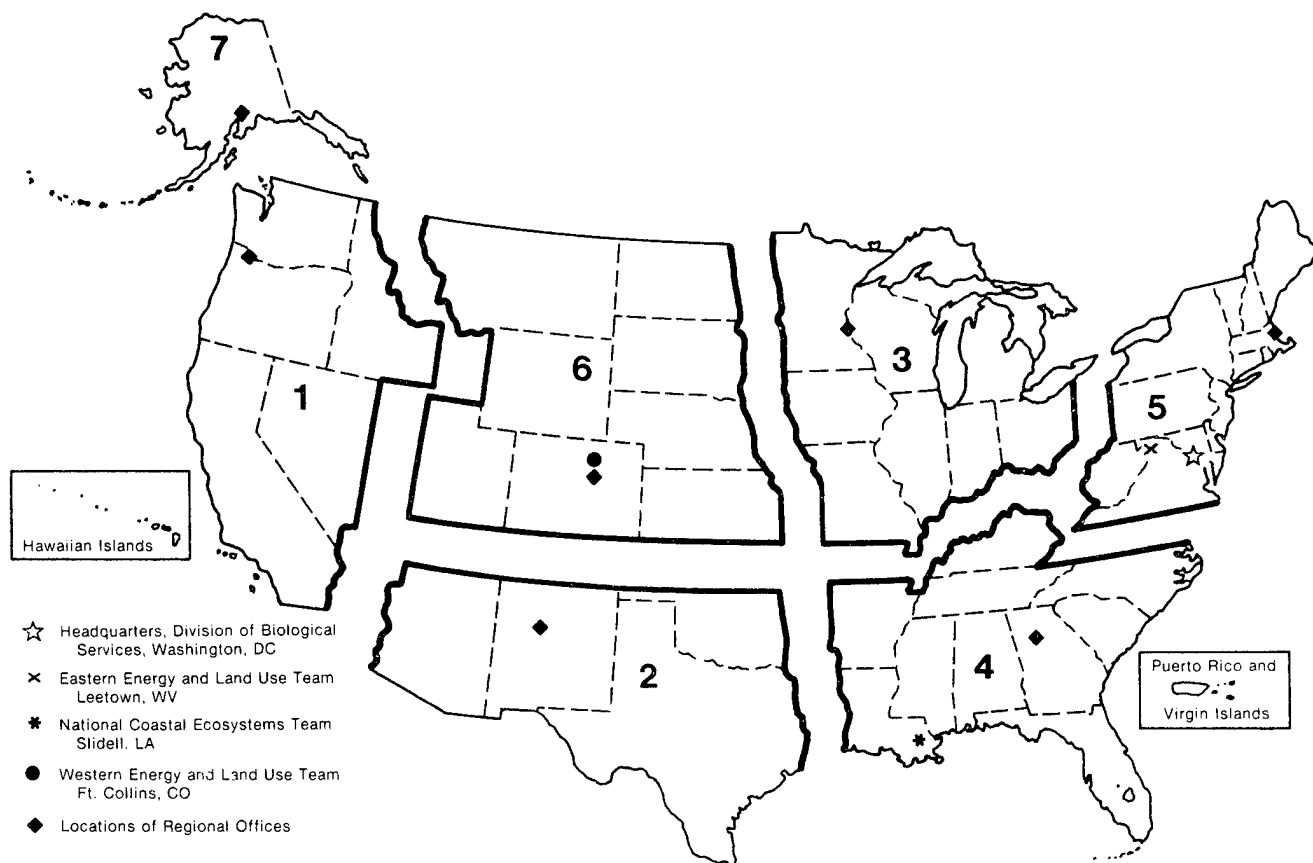 7
6
3
1
5
Hawaiian Islands
☆ Headquarters, Division of Biological
Services, Washington, DC
× Eastern Energy and Land Use Team
Leetown, WV
* National Coastal Ecosystems Team
Slidell, LA
● Western Energy and Land Use Team
Ft. Collins, CO
◆ Locations of Regional Offices
2
4
Puerto Rico and
Virgin Islands